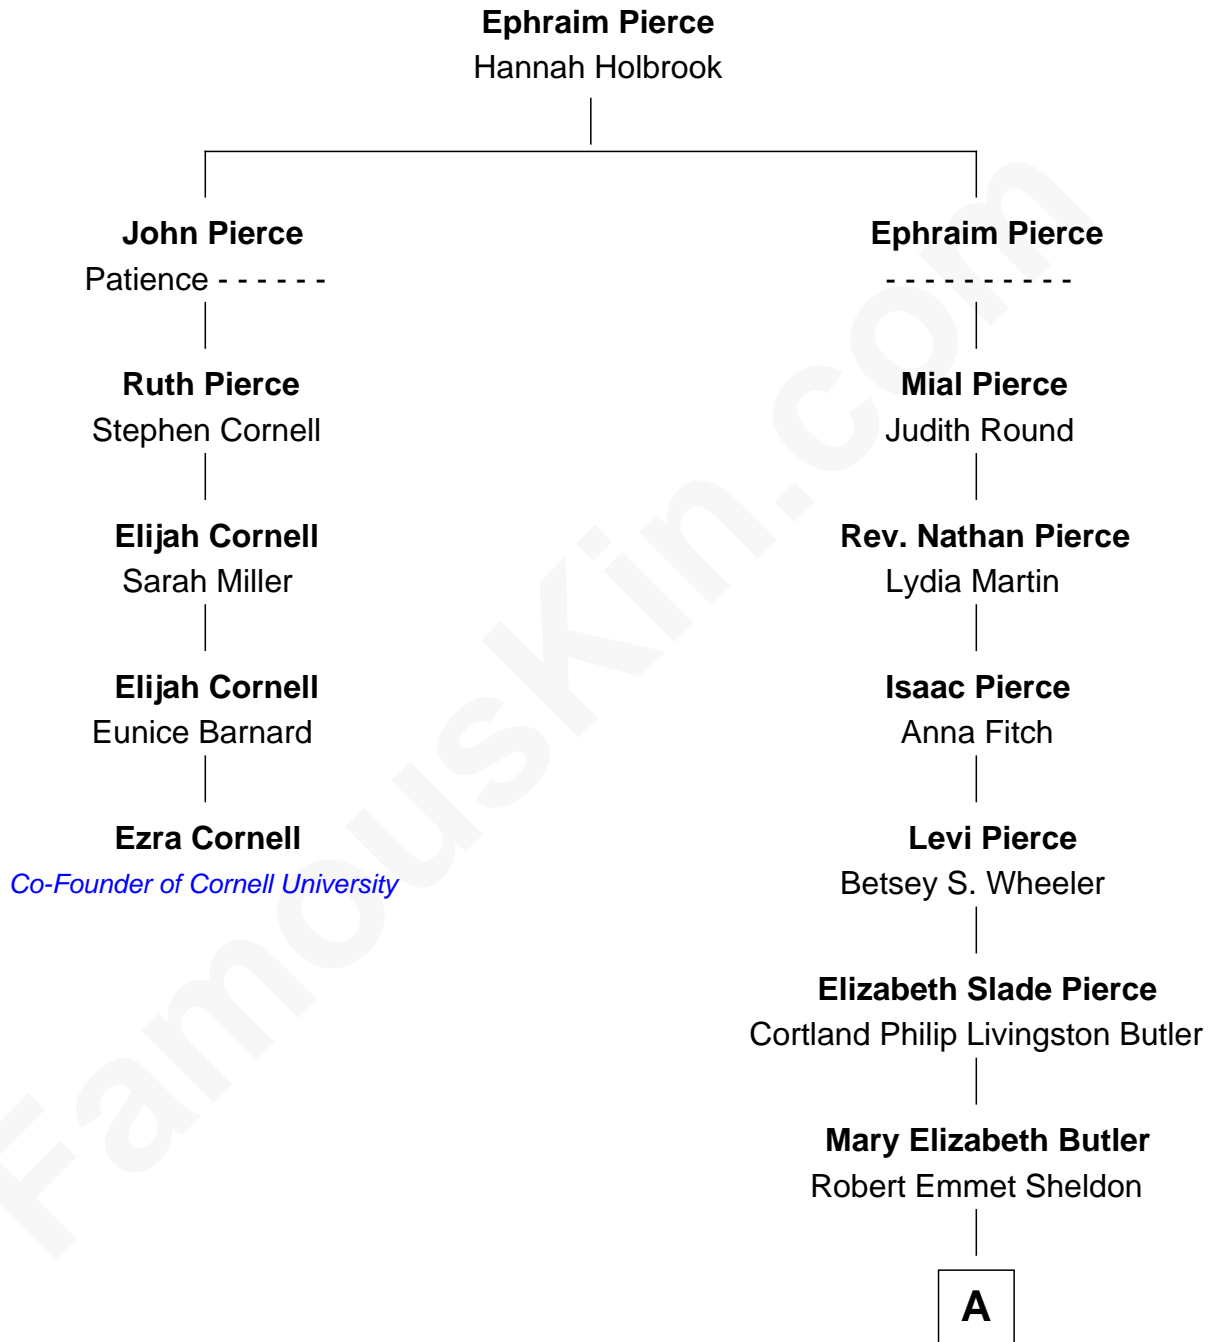 Ephraim Pierce
Hannah Holbrook
John Pierce
Patience - - - - - -
Ruth Pierce
Stephen Cornell
Elijah Cornell
Sarah Miller
Elijah Cornell
Eunice Barnard
Ezra Cornell
Co-Founder of Cornell University
Ephraim Pierce
- - - - - - - - - -
Mial Pierce
Judith Round
Rev. Nathan Pierce
Lydia Martin
Isaac Pierce
Anna Fitch
Levi Pierce
Betsey S. Wheeler
Elizabeth Slade Pierce
Cortland Philip Livingston Butler
Mary Elizabeth Butler
Robert Emmet Sheldon
A
FamousKin.com